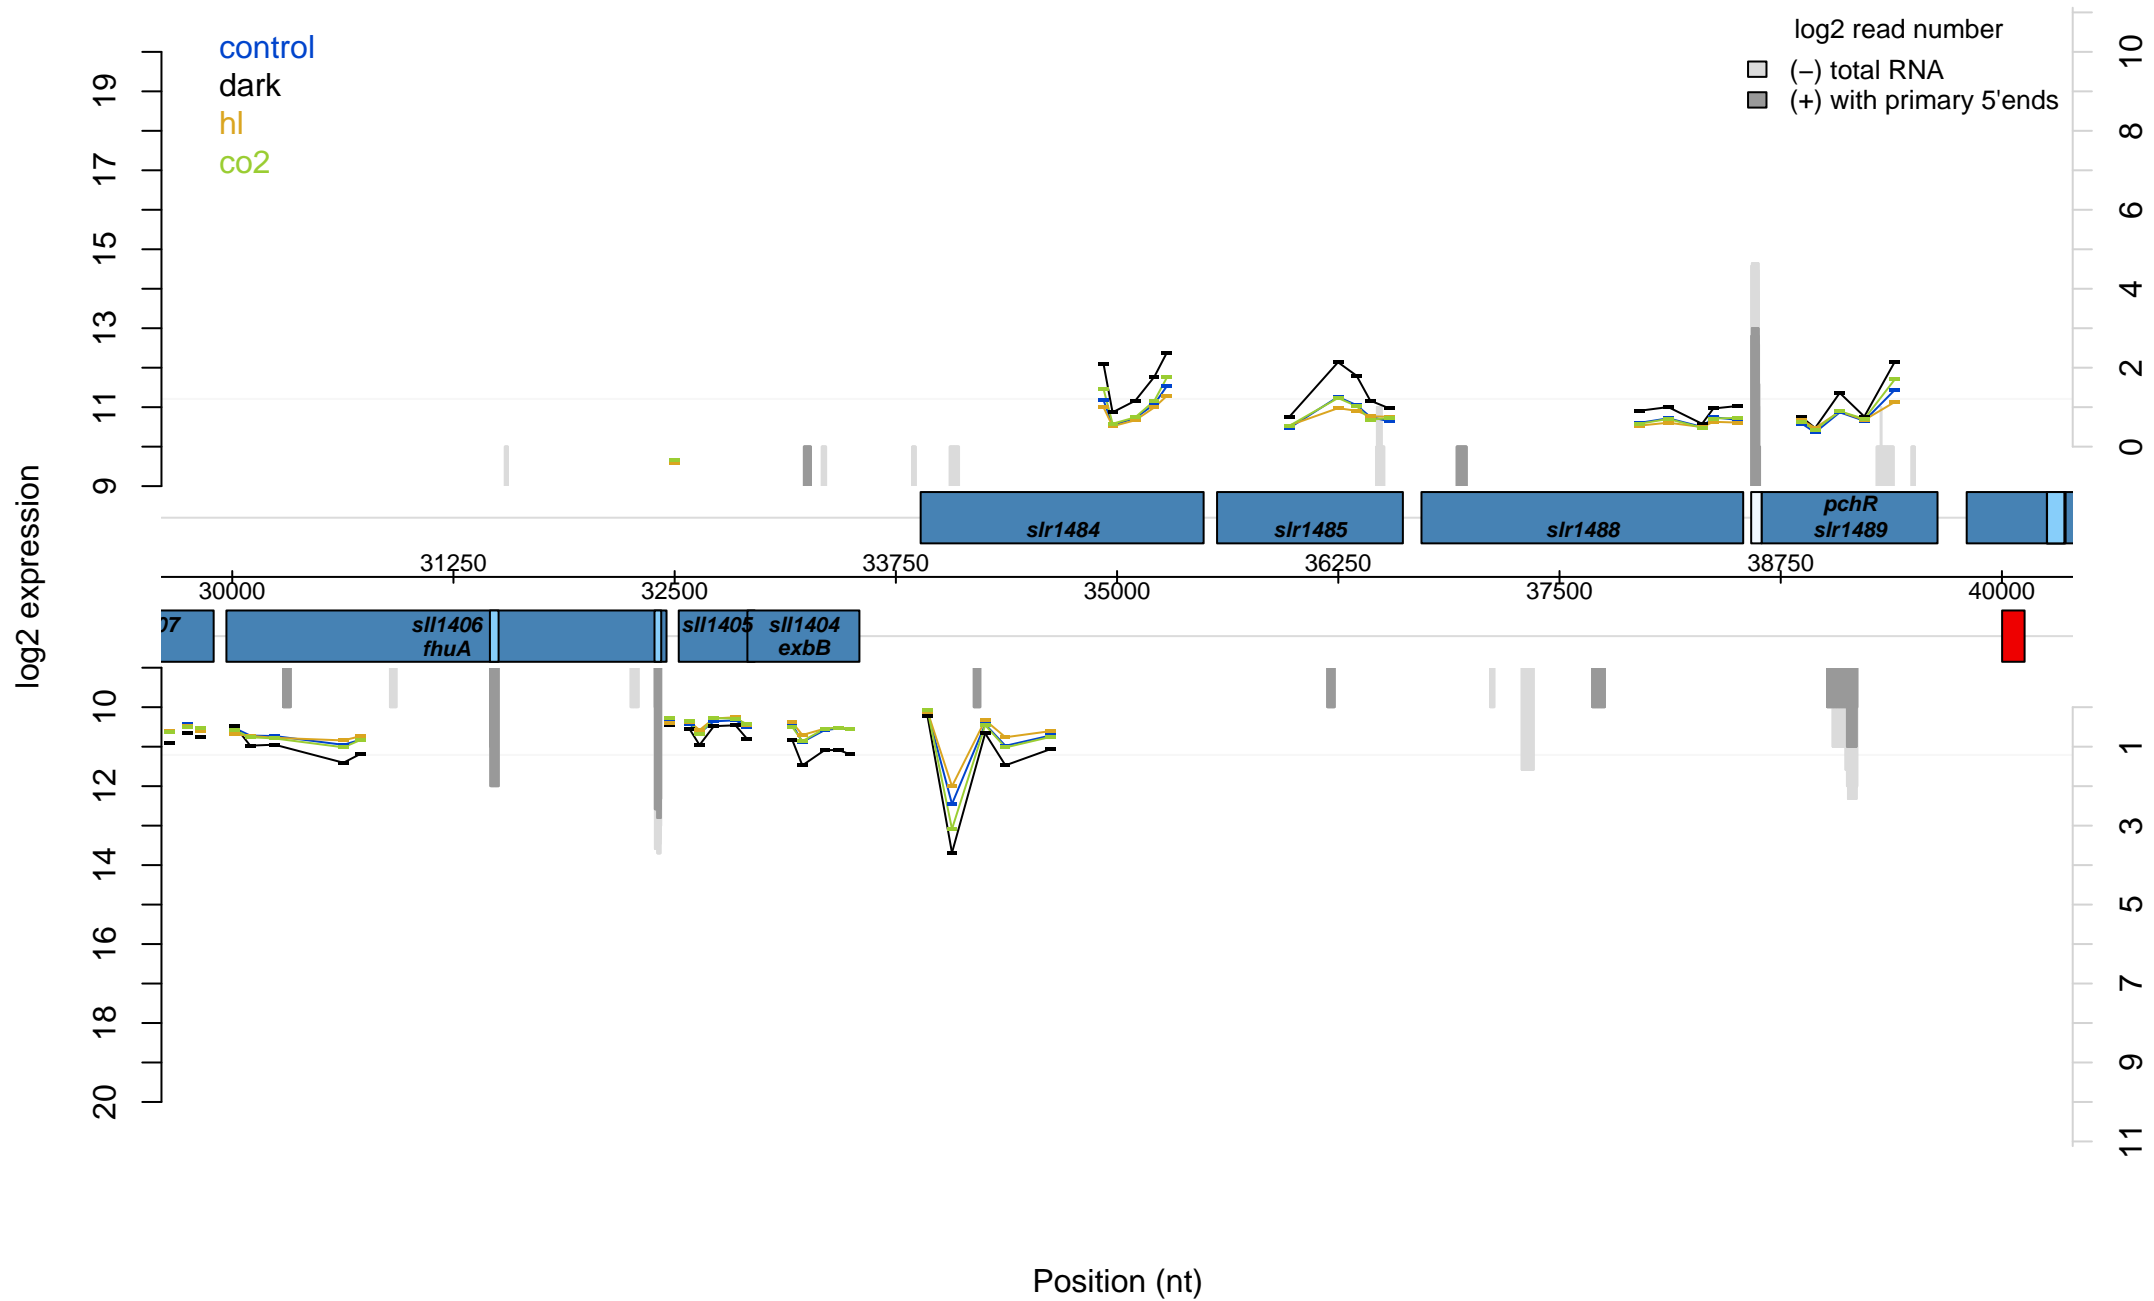 control
dark
hl
co2
log2 read number
(−) total RNA
(+) with primary 5'ends
19
17
15
13
11
9
10
8
6
4
2
0
slr1484
slr1485
slr1488
pchR
slr1489
31250
33750
36250
38750
30000
32500
35000
37500
40000
07
sll1406
fhuA
sll1405
sll1404
exbB
10
12
14
16
18
20
1
3
5
7
9
11
log2 expression
Position (nt)